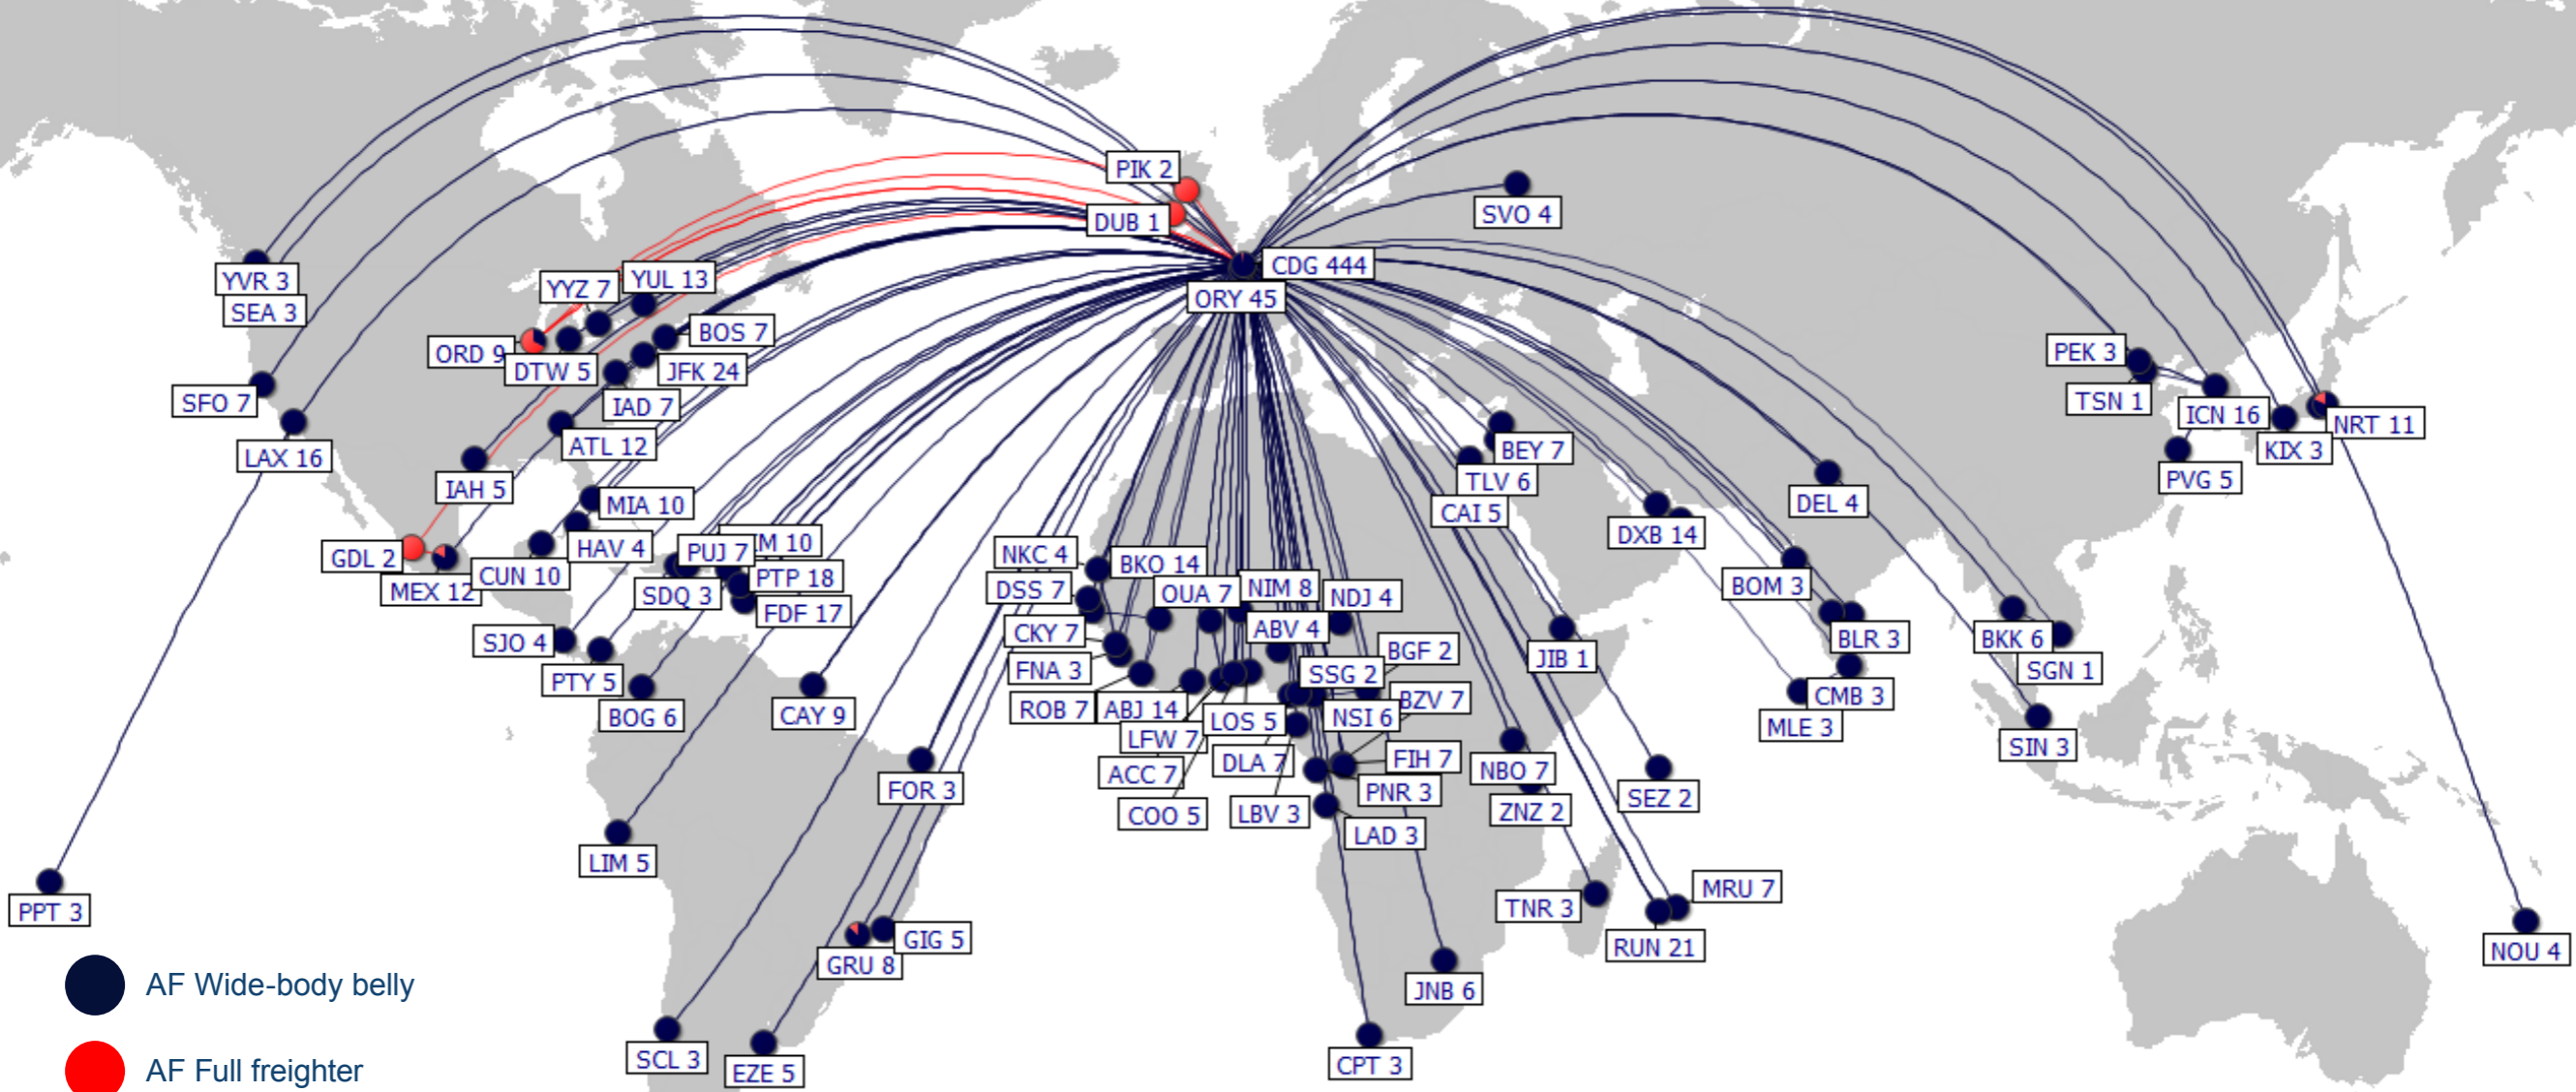 PIK 2
DUB 1
SVO 4
CDG 444
ORY 45
YVR 3
SEA 3
YYZ 7
YUL 13
BOS 7
ORD 9
DTW 5
JFK 24
SFO 7
IAD 7
LAX 16
ATL 12
IAH 5
MIA 10
HAV 4
GDL 2
MEX 12
CUN 10
PUJ 7
10
SDQ 3
PTP 18
FDF 17
SJO 4
PTY 5
BOG 6
CAY 9
FOR 3
LIM 5
PPT 3
GIG 5
GRU 8
SCL 3
EZE 5
PEK 3
TSN 1
ICN 16
KIX 3
NRT 11
PVG 5
BEY 7
TLV 6
CAI 5
DXB 14
DEL 4
BOM 3
BLR 3
CMB 3
MLE 3
BKK 6
SGN 1
SIN 3
NKC 4
BKO 14
DSS 7
OUA 7
NIM 8
NDJ 4
CKY 7
ABV 4
FNA 3
SSG 2
BGF 2
ROB 7
ABJ 14
LOS 5
NSI 6
BZV 7
LFW 7
DLA 7
FIH 7
ACC 7
PNR 3
COO 5
LBV 3
LAD 3
JIB 1
NBO 7
ZNZ 2
SEZ 2
TNR 3
MRU 7
RUN 21
JNB 6
CPT 3
NOU 4
AF Wide-body belly
AF Full freighter